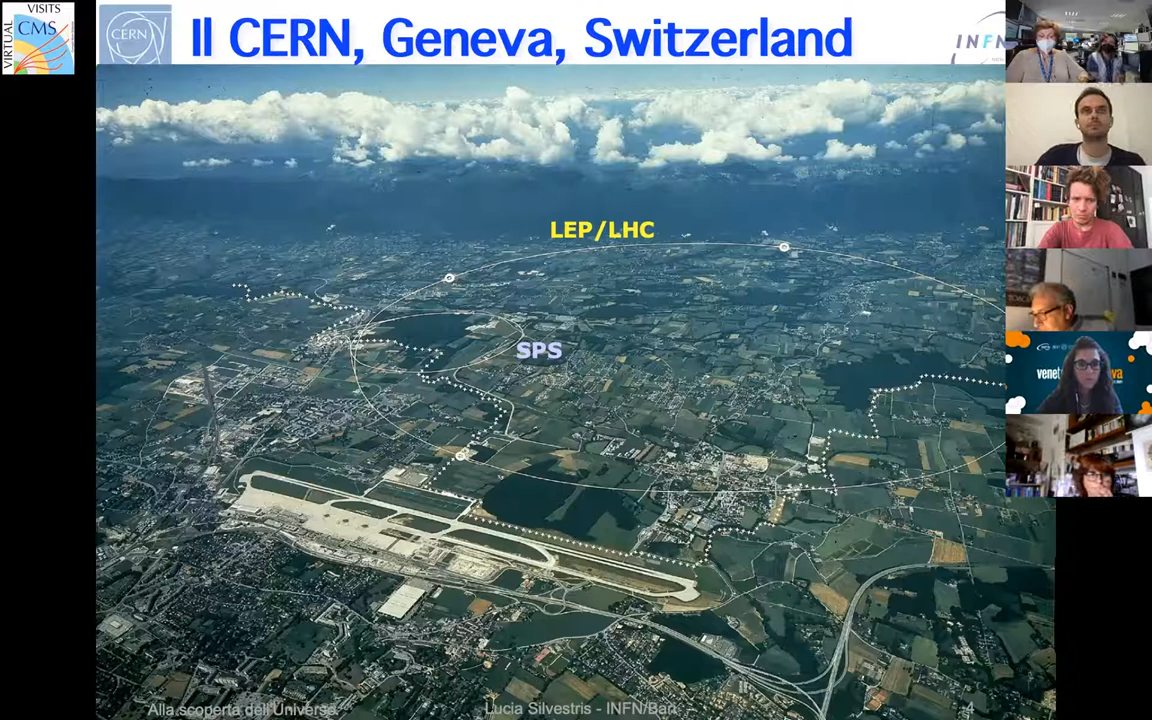 VIRTUAL
VISITS
CMS
CERN
Il CERN, Geneva, Switzerland
INFN
LEP/LHC
SPS
Alla scoperta dell'Universo
Lucia Silvestris - INFN/Bari
4